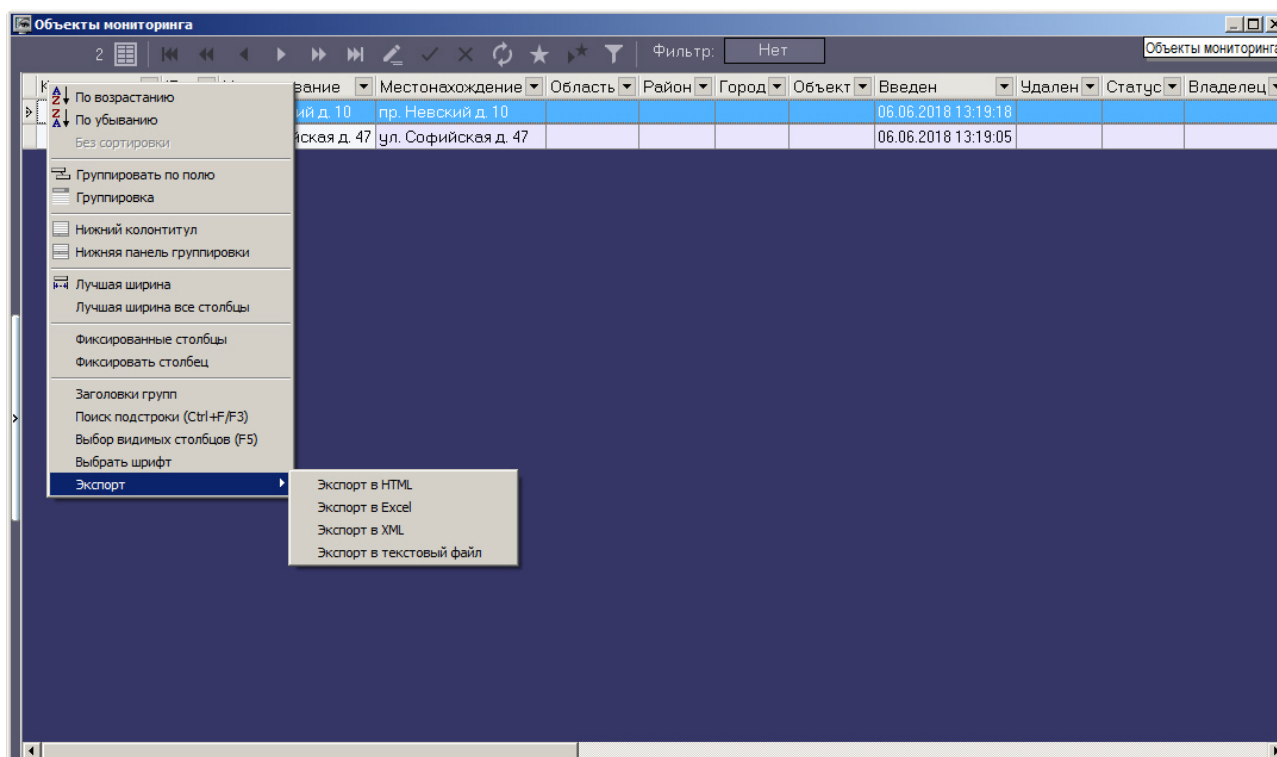 Объекты мониторинга
2 Фильтр: Нет
Объекты мониторинга
Местонахождение Область Район Город Объект Введен Удален Статус Владелец
пр. Невский д. 10 06.06.2018 13:19:18
д. 47 ул. Софийская д. 47 06.06.2018 13:19:05
По возрастанию
По убыванию
Без сортировки
Группировать по полю
Группировка
Нижний колонтитул
Нижняя панель группировки
Лучшая ширина
Лучшая ширина все столбцы
Фиксированные столбцы
Фиксировать столбец
Заголовки групп
Поиск подстроки (Ctrl+F/F3)
Выбор видимых столбцов (F5)
Выбрать шрифт
Экспорт
Экспорт в HTML
Экспорт в Excel
Экспорт в XML
Экспорт в текстовый файл